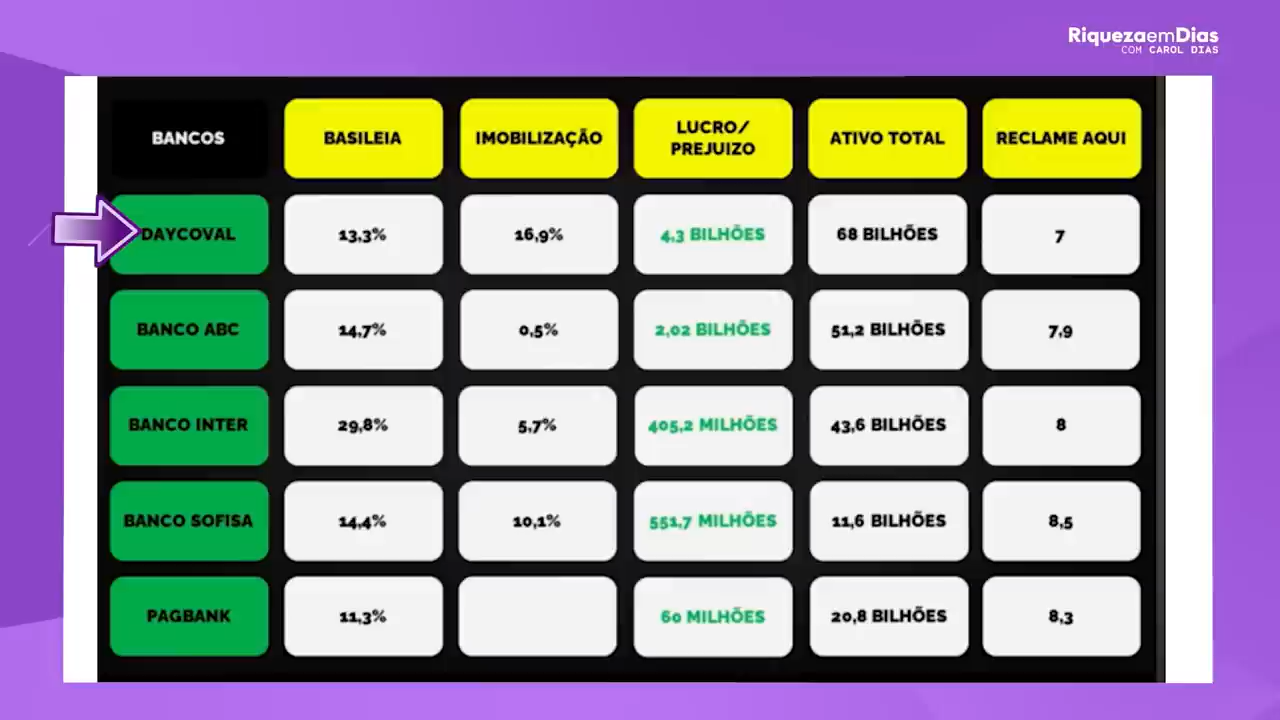 RiquezaemDias
COM CAROL DIAS
BANCOS BASILEIA IMOBILIZAÇÃO LUCRO/ PREJUIZO ATIVO TOTAL RECLAME AQUI
DAYCOVAL 13,3% 16,9% 4,3 BILHÕES 68 BILHÕES 7
BANCO ABC 14,7% 0,5% 2,02 BILHÕES 51,2 BILHÕES 7,9
BANCO INTER 29,8% 5,7% 405,2 MILHÕES 43,6 BILHÕES 8
BANCO SOFISA 14,4% 10,1% 551,7 MILHÕES 11,6 BILHÕES 8,5
PAGBANK 11,3% 60 MILHÕES 20,8 BILHÕES 8,3